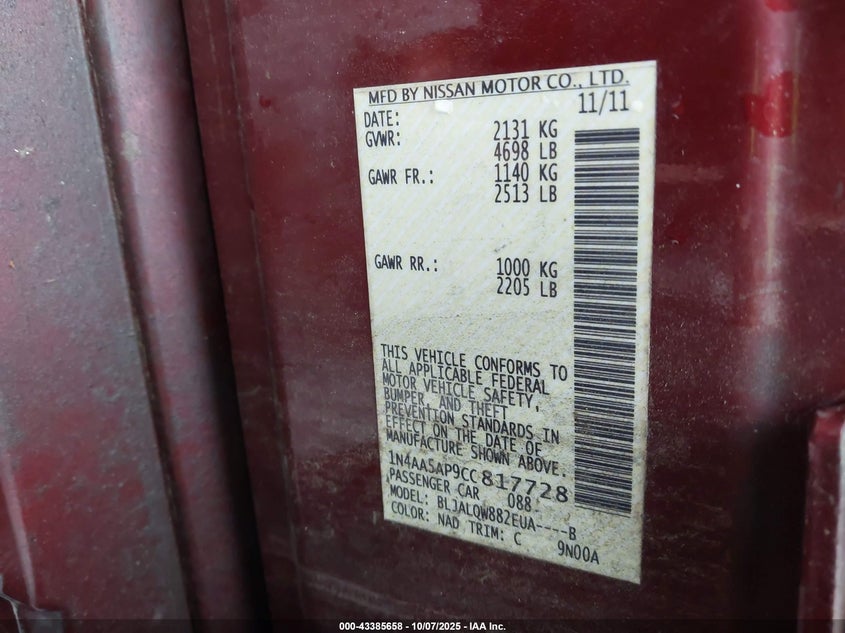 MFD BY NISSAN MOTOR CO., LTD.
DATE: 11/11
GVWR: 2131 KG
4698 LB
GAWR FR.: 1140 KG
2513 LB
GAWR RR.: 1000 KG
2205 LB
THIS VEHICLE CONFORMS TO
ALL APPLICABLE FEDERAL
MOTOR VEHICLE SAFETY,
BUMPER, AND THEFT
PREVENTION STANDARDS IN
EFFECT ON THE DATE OF
MANUFACTURE SHOWN ABOVE.
1N4AA5AP9CC817728
PASSENGER CAR 088
MODEL: BLJALQW882EUA----B
COLOR: NAD TRIM: C 9N00A
000-43385658 - 10/07/2025 - IAA Inc.